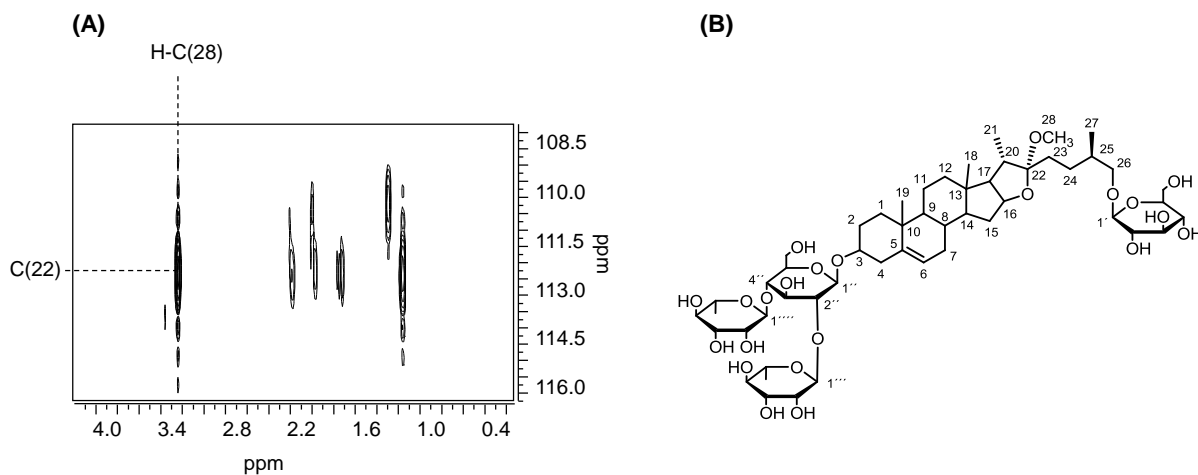 (A)
(B)
H-C(28)
C(22)
108.5
110.0
111.5
113.0
114.5
116.0
ppm
4.0 3.4 2.8 2.2 1.6 1.0 0.4
ppm
28
OCH3
27
21
20
23
25
26
24
22
O
18
17
12
11
13
16
19
1
9
14
15
2
8
10
3
5
7
4
6
O
OH
O
O
1´
HO
HO
OH
OH
HO
O
4´´
HO
O
1´´
2´´
HO
O
O
1´´´´´
OH OH
O
HO
O
1´´´
OH OH